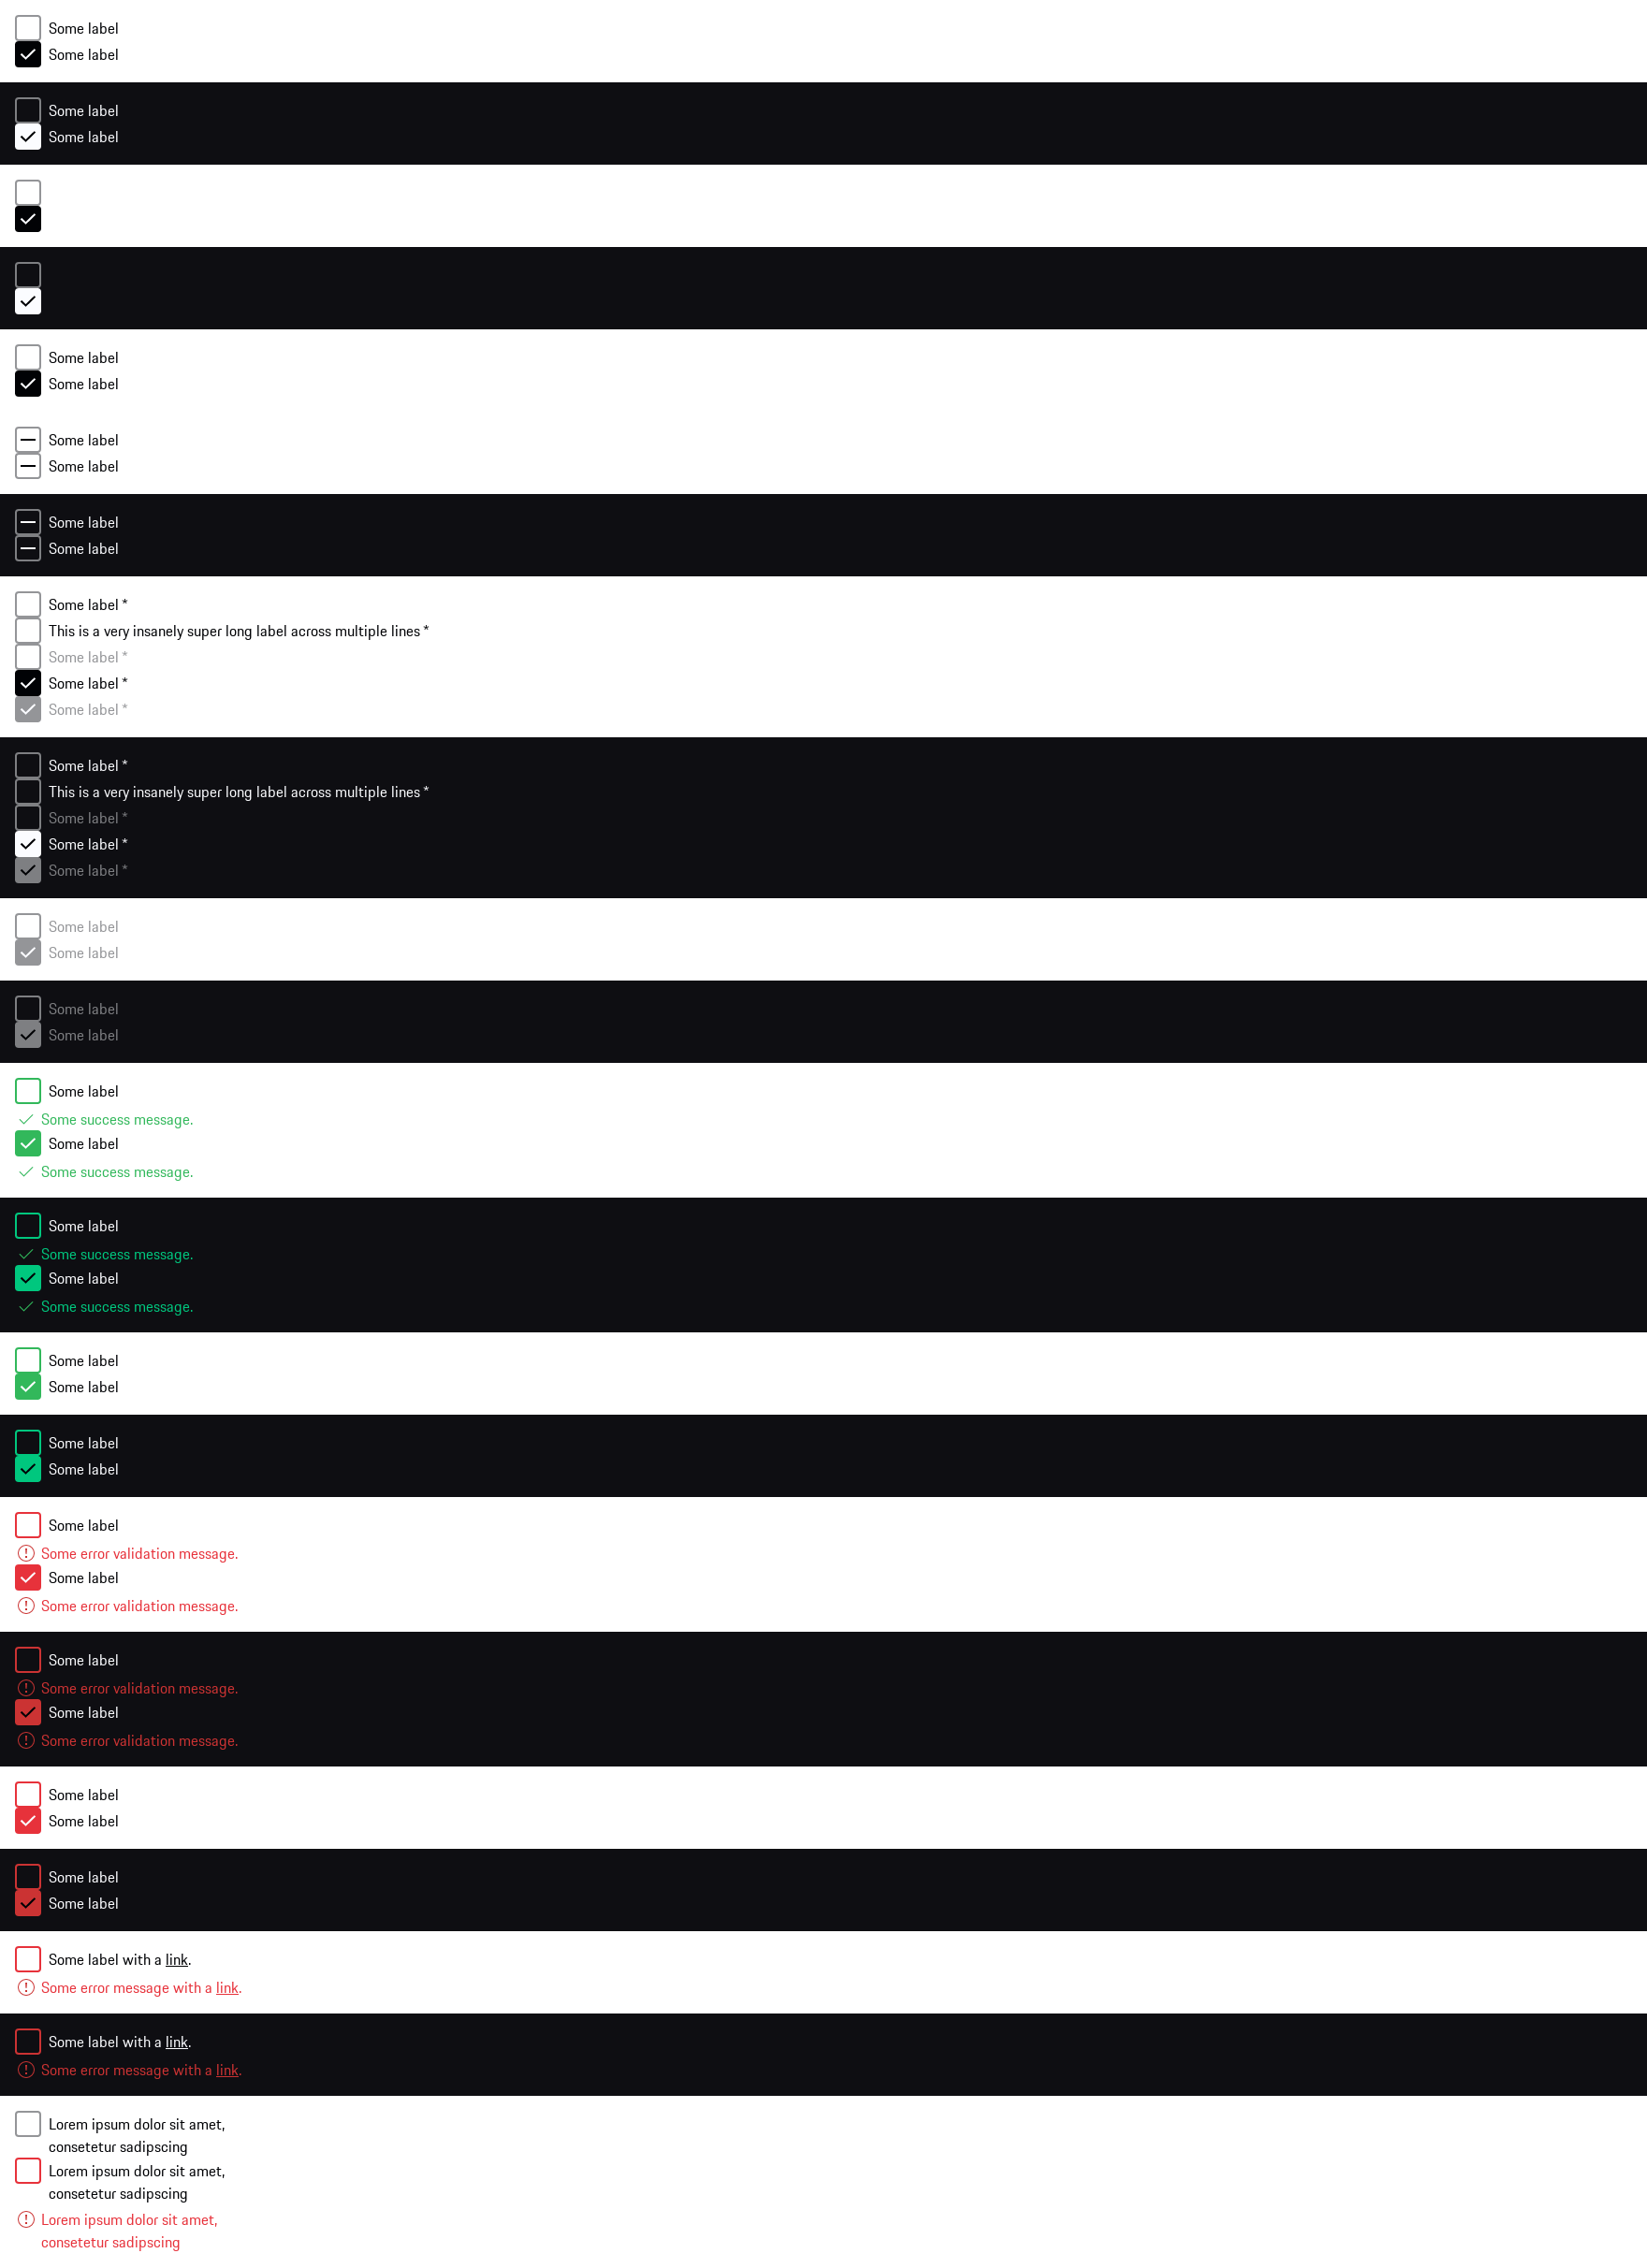 Some label
Some label
Some label
Some label
Some label
Some label
Some label
Some label
Some label
Some label
Some label *
This is a very insanely super long label across multiple lines *
Some label *
Some label *
Some label *
Some label *
This is a very insanely super long label across multiple lines *
Some label *
Some label *
Some label *
Some label
Some label
Some label
Some label
Some label
Some success message.
Some label
Some success message.
Some label
Some success message.
Some label
Some success message.
Some label
Some label
Some label
Some label
Some label
Some error validation message.
Some label
Some error validation message.
Some label
Some error validation message.
Some label
Some error validation message.
Some label
Some label
Some label
Some label
Some label with a link.
Some error message with a link.
Some label with a link.
Some error message with a link.
Lorem ipsum dolor sit amet,
consetetur sadipscing
Lorem ipsum dolor sit amet,
consetetur sadipscing
Lorem ipsum dolor sit amet,
consetetur sadipscing